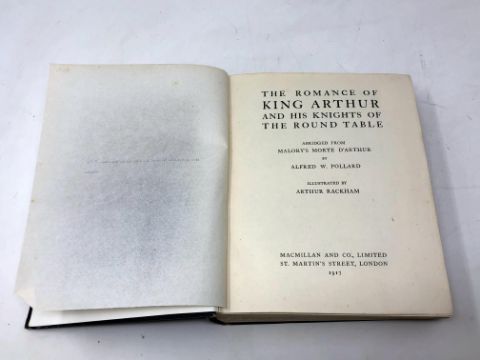 THE ROMANCE OF
KING ARTHUR
AND HIS KNIGHTS OF
THE ROUND TABLE
ABRIDGED FROM
MALORY'S MORTE D'ARTHUR
BY
ALFRED W. POLLARD
ILLUSTRATED BY
ARTHUR RACKHAM
MACMILLAN AND CO., LIMITED
ST. MARTIN'S STREET, LONDON
1917